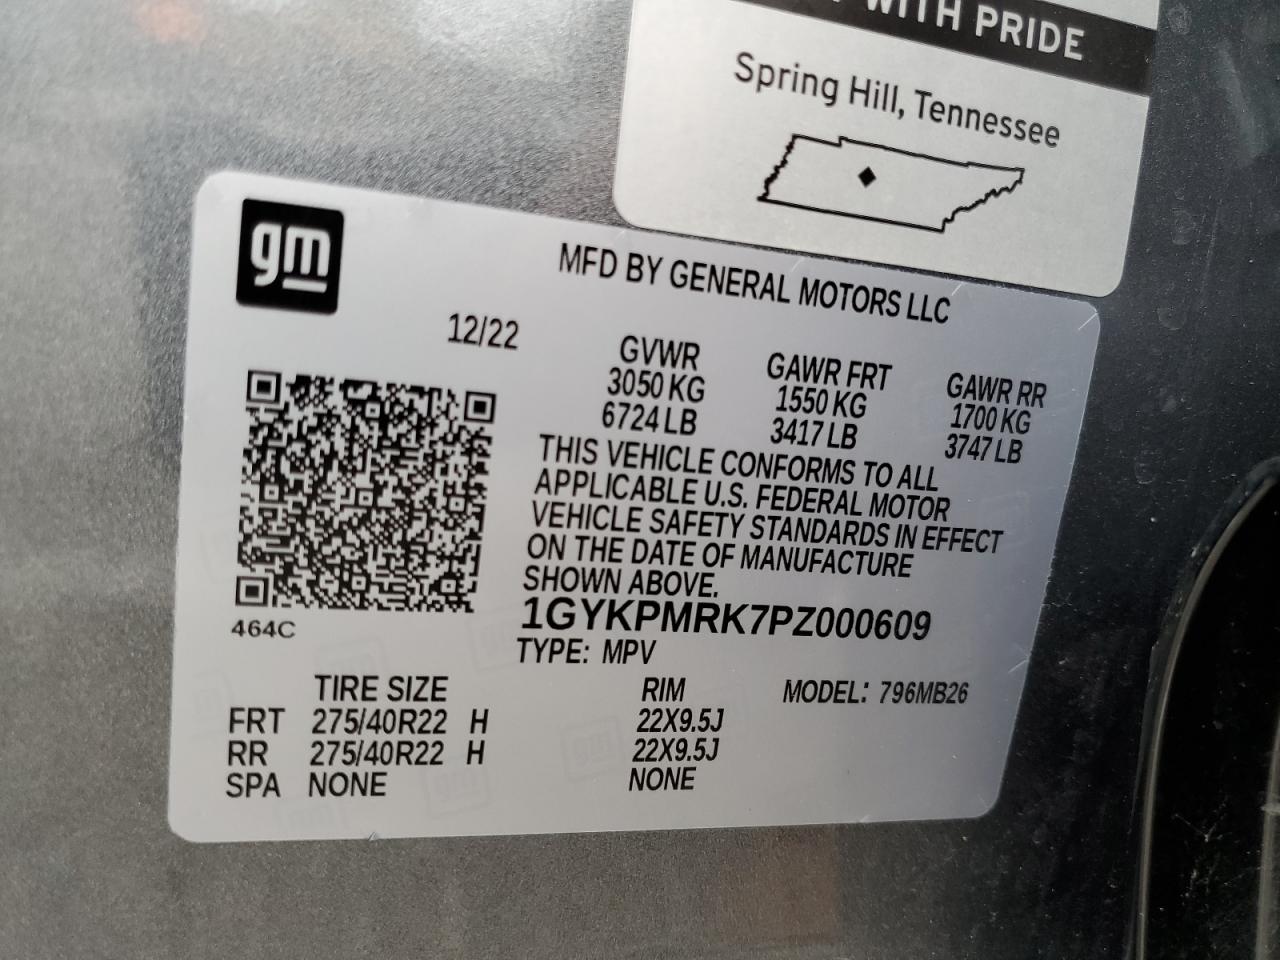 WITH PRIDE
Spring Hill, Tennessee
gm
MFD BY GENERAL MOTORS LLC
12/22
GVWR GAWR FRT GAWR RR
3050 KG 1550 KG 1700 KG
6724 LB 3417 LB 3747 LB
THIS VEHICLE CONFORMS TO ALL
APPLICABLE U.S. FEDERAL MOTOR
VEHICLE SAFETY STANDARDS IN EFFECT
ON THE DATE OF MANUFACTURE
SHOWN ABOVE.
1GYKPMRK7PZ000609
464C
TYPE: MPV
TIRE SIZE RIM MODEL: 796MB26
FRT 275/40R22 H 22X9.5J
RR 275/40R22 H 22X9.5J
SPA NONE NONE